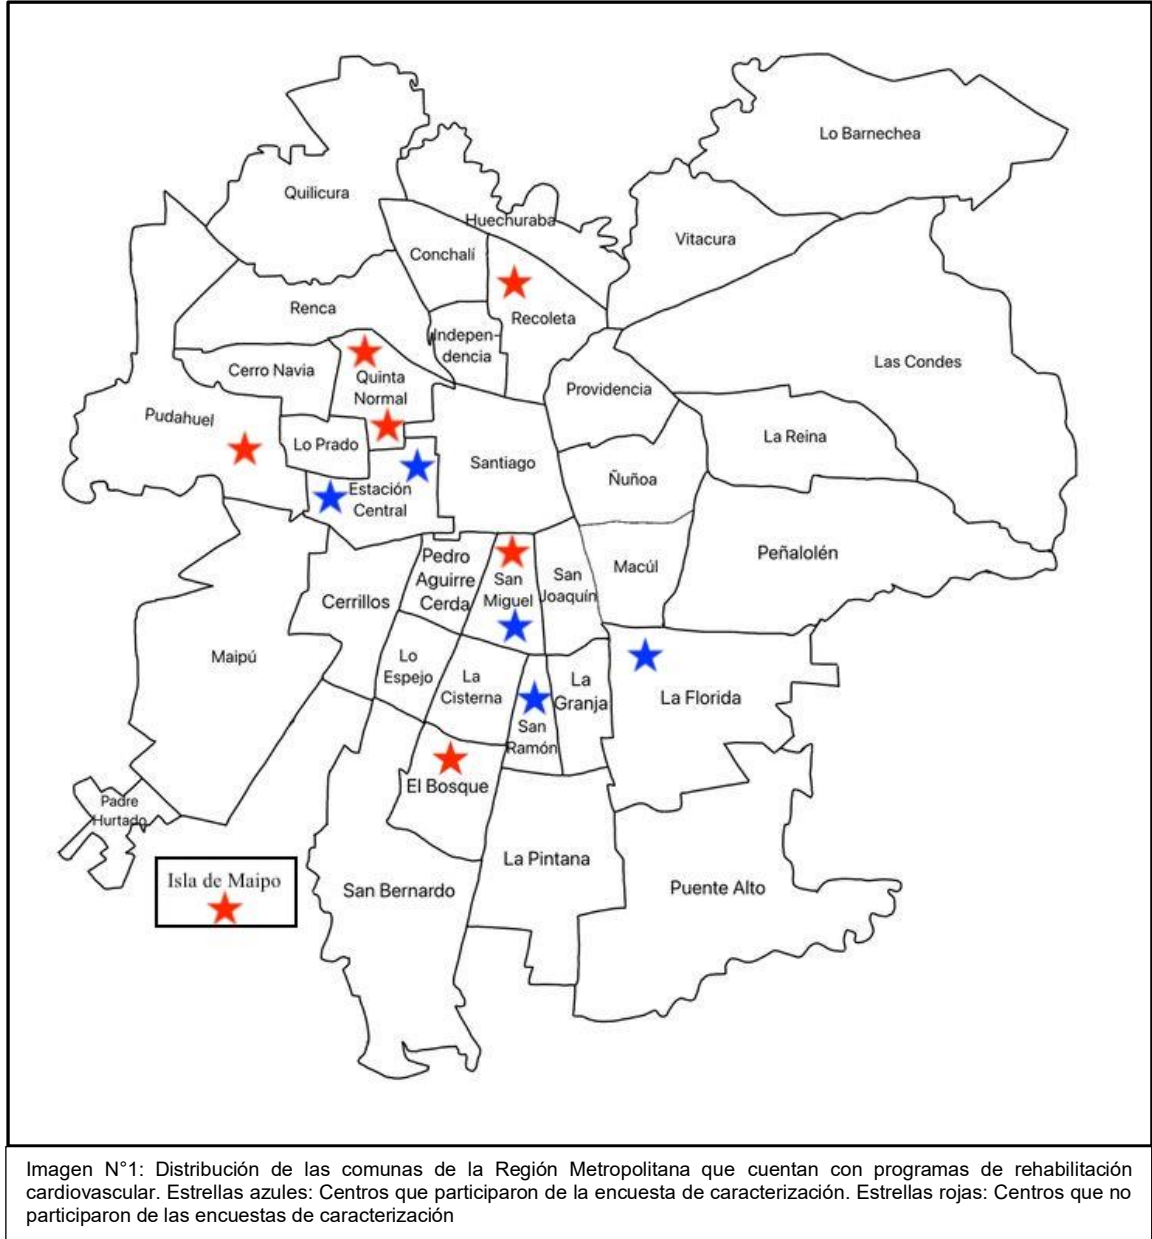 Lo Barnechea
Quilicura
Huechuraba
Vitacura
Conchalí
Renca
Recoleta
Indepen-
dencia
Las Condes
Cerro Navia
Quinta
Normal
Providencia
Pudahuel
Lo Prado
La Reina
Santiago
Ñuñoa
Estación
Central
Pedro
Aguirre
Cerda
San
Miguel
San
Joaquín
Macúl
Peñalolén
Cerrillos
Maipú
Lo
Espejo
La
Cisterna
La
Granja
La Florida
San
Ramón
El Bosque
Padre
Hurtado
La Pintana
Isla de Maipo
San Bernardo
Puente Alto
Imagen N°1: Distribución de las comunas de la Región Metropolitana que cuentan con programas de rehabilitación
cardiovascular. Estrellas azules: Centros que participaron de la encuesta de caracterización. Estrellas rojas: Centros que no
participaron de las encuestas de caracterización